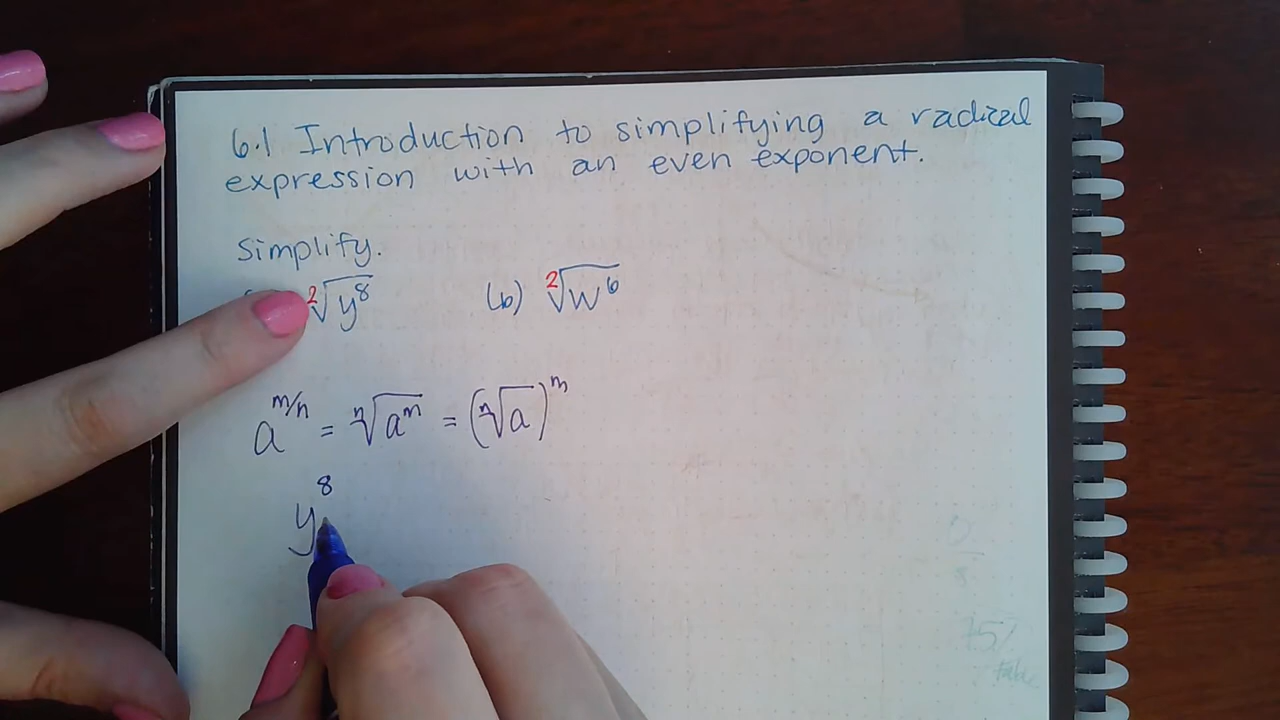 6.1 Introduction to simplifying a radical
expression with an even exponent.
Simplify.
²√y⁸ (b) ²√w⁶
a^m/n = ⁿ√aᵐ = (ⁿ√a)ᵐ
y⁸